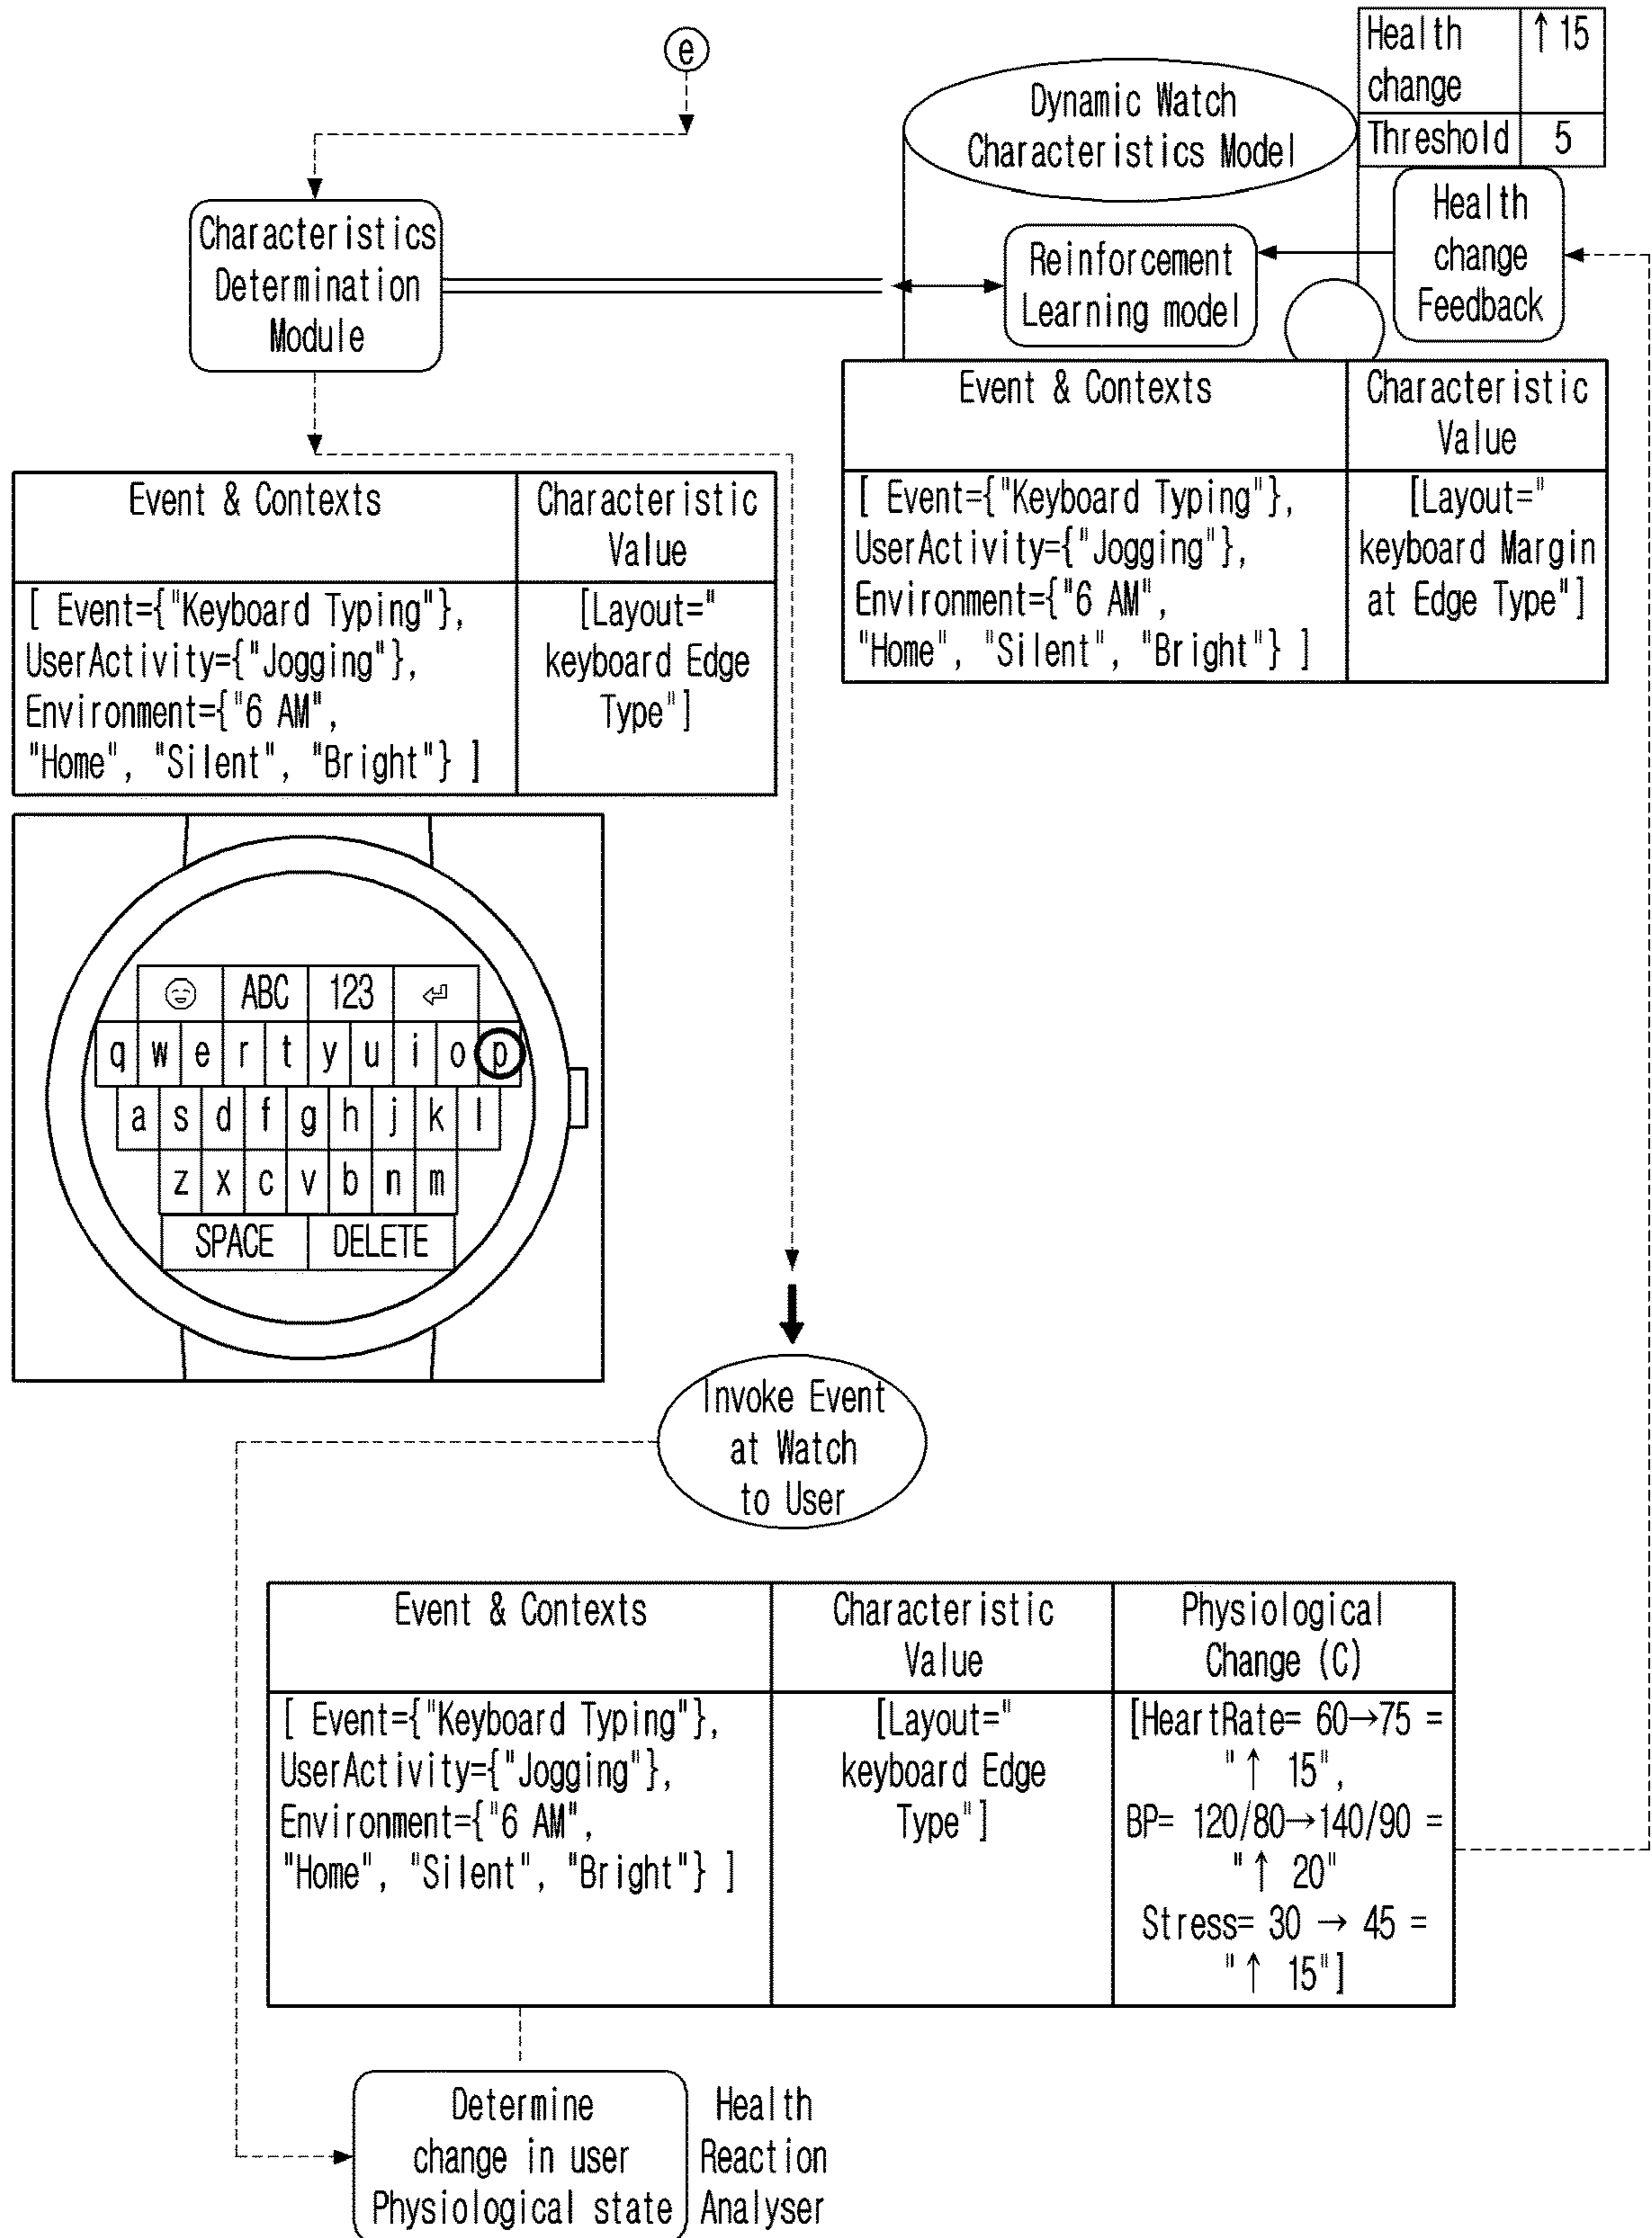 e
Health
change
↑ 15
Threshold
5
Dynamic Watch
Characteristics Model
Characteristics
Determination
Module
Reinforcement
Learning model
Health
change
Feedback
Event & Contexts
Characteristic
Value
[ Event={"Keyboard Typing"},
UserActivity={"Jogging"},
Environment={"6 AM",
"Home", "Silent", "Bright"} ]
[Layout="
keyboard Margin
at Edge Type"]
Event & Contexts
Characteristic
Value
[ Event={"Keyboard Typing"},
UserActivity={"Jogging"},
Environment={"6 AM",
"Home", "Silent", "Bright"} ]
[Layout="
keyboard Edge
Type"]
ABC 123
q w e r t y u i o p
a s d f g h j k l
z x c v b n m
SPACE DELETE
Invoke Event
at Watch
to User
Event & Contexts
Characteristic
Value
Physiological
Change (C)
[ Event={"Keyboard Typing"},
UserActivity={"Jogging"},
Environment={"6 AM",
"Home", "Silent", "Bright"} ]
[Layout="
keyboard Edge
Type"]
[HeartRate= 60→75 =
"↑ 15",
BP= 120/80→140/90 =
"↑ 20"
Stress= 30 → 45 =
"↑ 15"]
Determine
change in user
Physiological state
Health
Reaction
Analyser